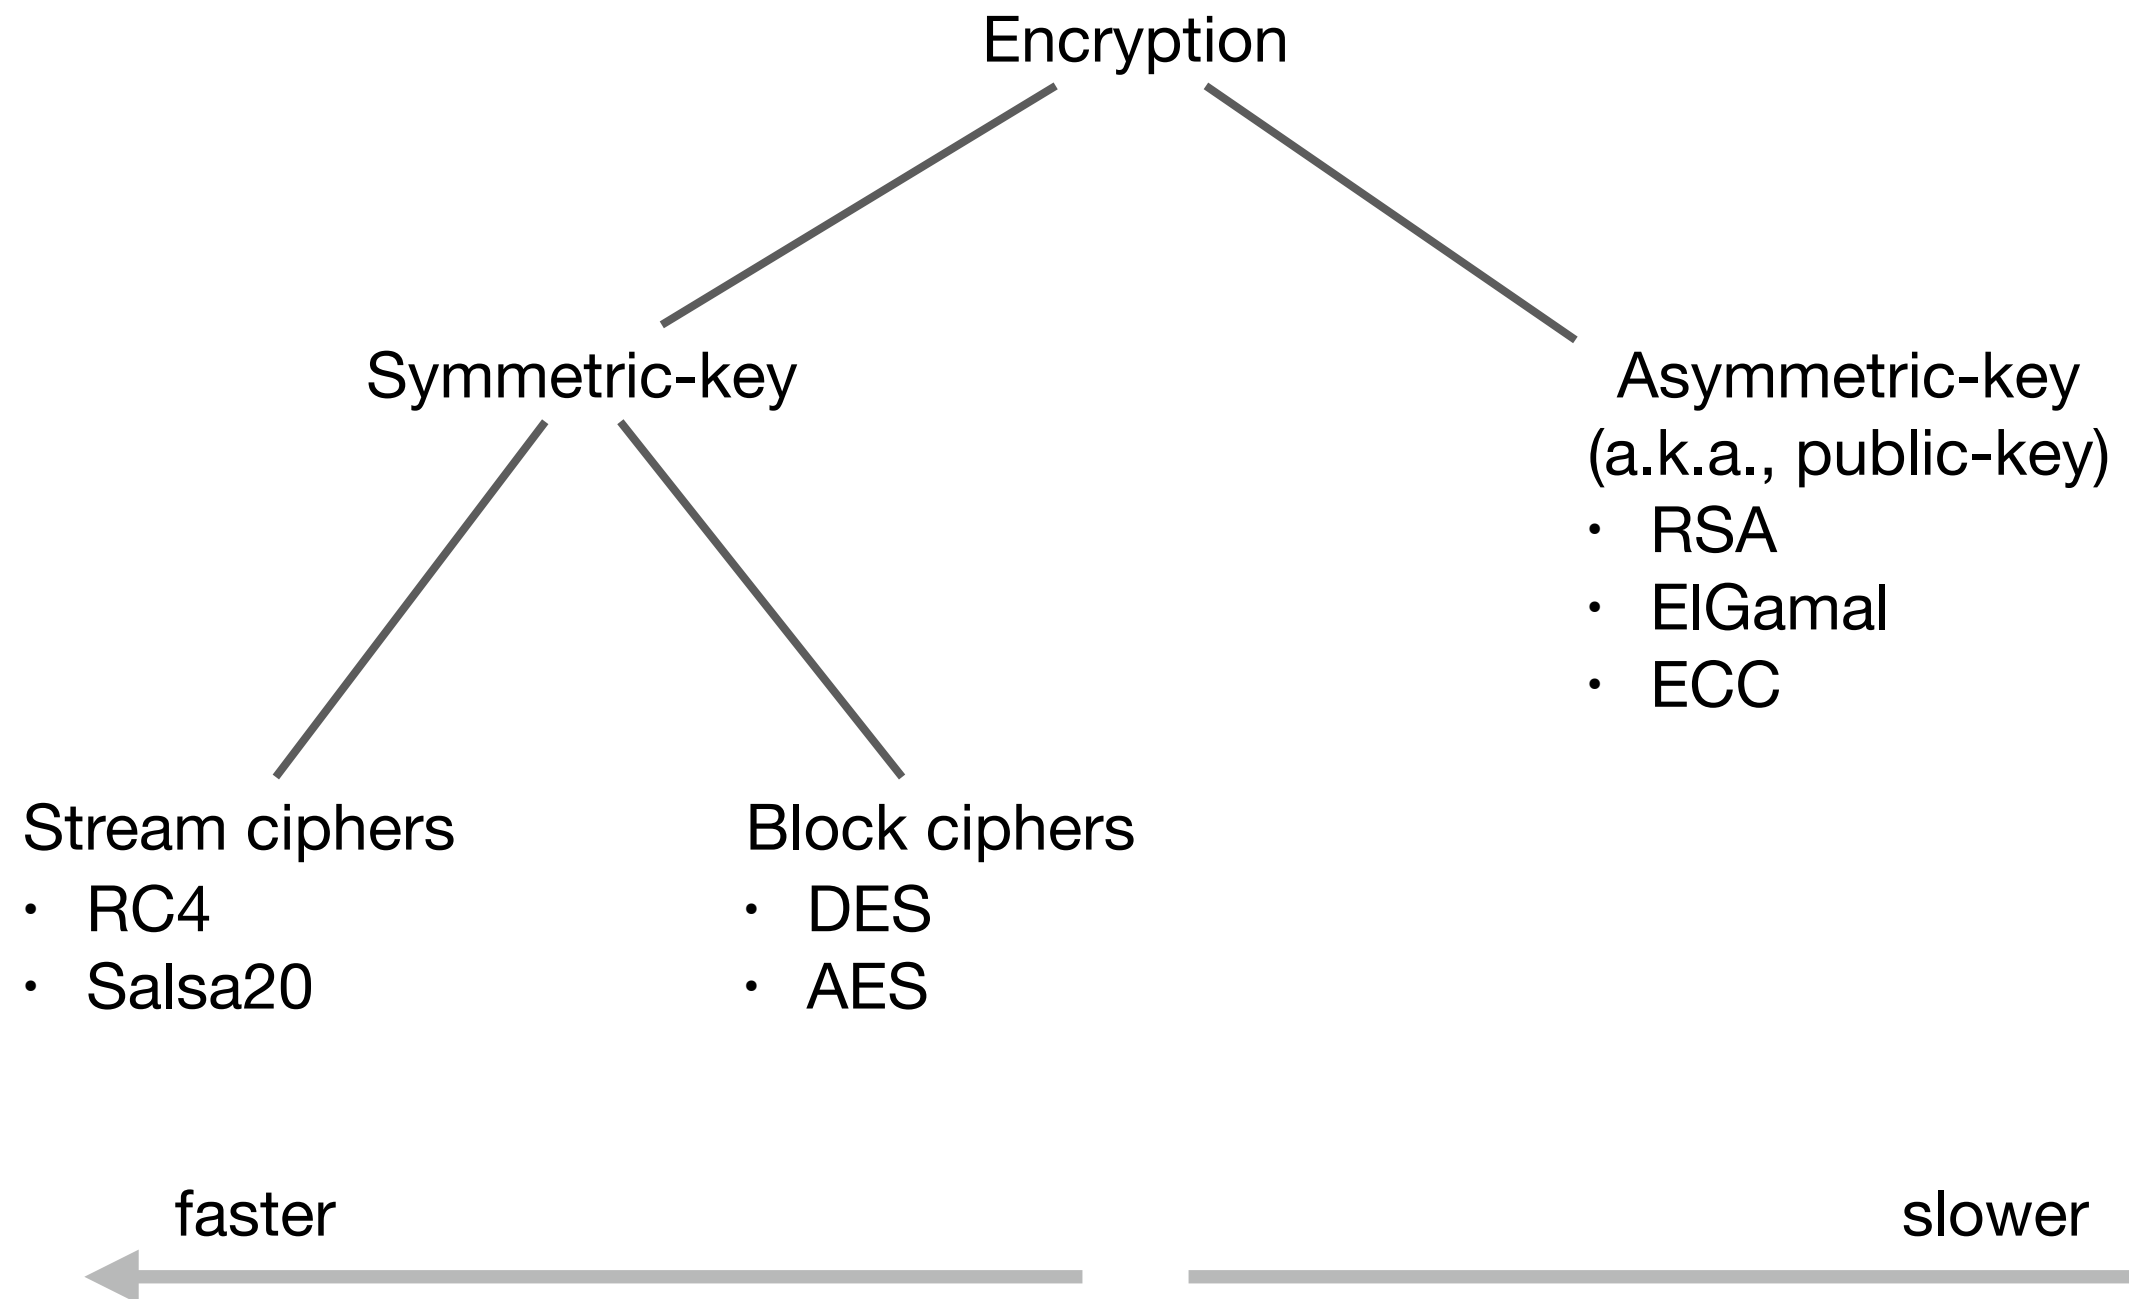 Encryption
Symmetric-key
Asymmetric-key
(a.k.a., public-key)
• RSA
• ElGamal
• ECC
Stream ciphers
• RC4
• Salsa20
Block ciphers
• DES
• AES
faster
slower